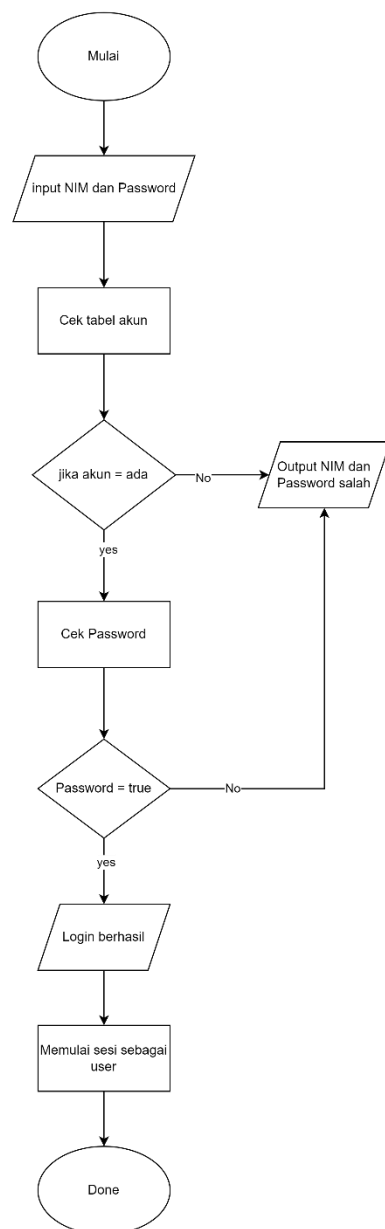 Mulai
input NIM dan Password
Cek tabel akun
jika akun = ada
No
Output NIM dan
Password salah
yes
Cek Password
Password = true
No
yes
Login berhasil
Memulai sesi sebagai
user
Done